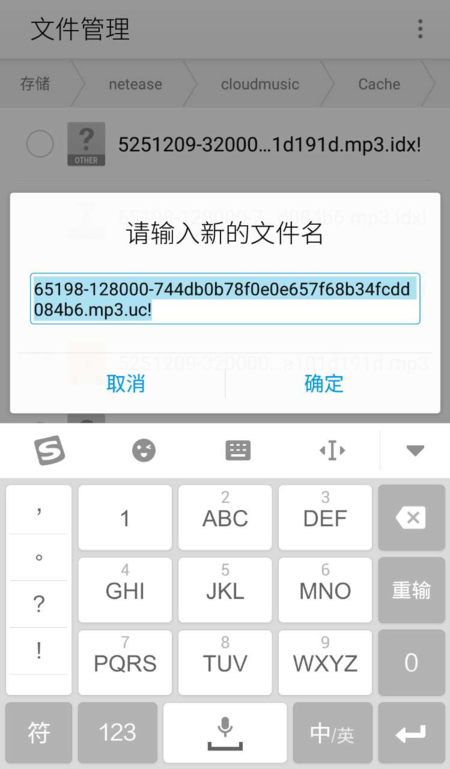 文件管理
存储 netease cloudmusic Cache
?
OTHER
5251209-32000...1d191d.mp3.idx!
请输入新的文件名
65198-128000-744db0b78f0e0e657f68b34fcdd
084b6.mp3.uc!
取消 确定
S
, 1 2 ABC 3 DEF
。 4 GHI 5 JKL 6 MNO 重输
? 7 PQRS 8 TUV 9 WXYZ 0
!
符 123 中/英